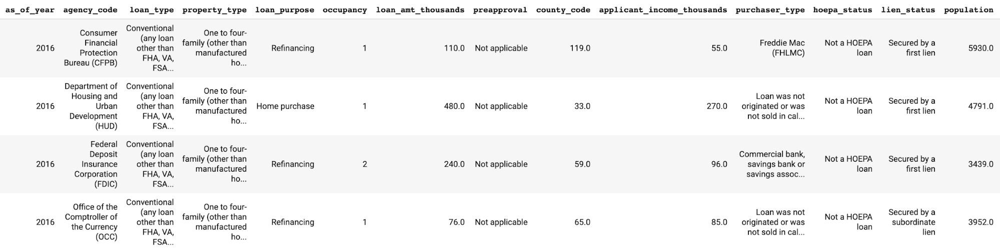 as_of_year agency_code loan_type property_type loan_purpose occupancy loan_amt_thousands preapproval county_code applicant_income_thousands purchaser_type hoepa_status lien_status population
2016 Consumer Financial Protection Bureau (CFPB) Conventional (any loan other than FHA, VA, FSA... One to four-family (other than manufactured ho... Refinancing 1 110.0 Not applicable 119.0 55.0 Freddie Mac (FHLMC) Not a HOEPA loan Secured by a first lien 5930.0
2016 Department of Housing and Urban Development (HUD) Conventional (any loan other than FHA, VA, FSA... One to four-family (other than manufactured ho... Home purchase 1 480.0 Not applicable 33.0 270.0 Loan was not originated or was not sold in cal... Not a HOEPA loan Secured by a first lien 4791.0
2016 Federal Deposit Insurance Corporation (FDIC) Conventional (any loan other than FHA, VA, FSA... One to four-family (other than manufactured ho... Refinancing 2 240.0 Not applicable 59.0 96.0 Commercial bank, savings bank or savings assoc... Not a HOEPA loan Secured by a first lien 3439.0
2016 Office of the Comptroller of the Currency (OCC) Conventional (any loan other than FHA, VA, FSA... One to four-family (other than manufactured ho... Refinancing 1 76.0 Not applicable 65.0 85.0 Loan was not originated or was not sold in cal... Not a HOEPA loan Secured by a subordinate lien 3952.0